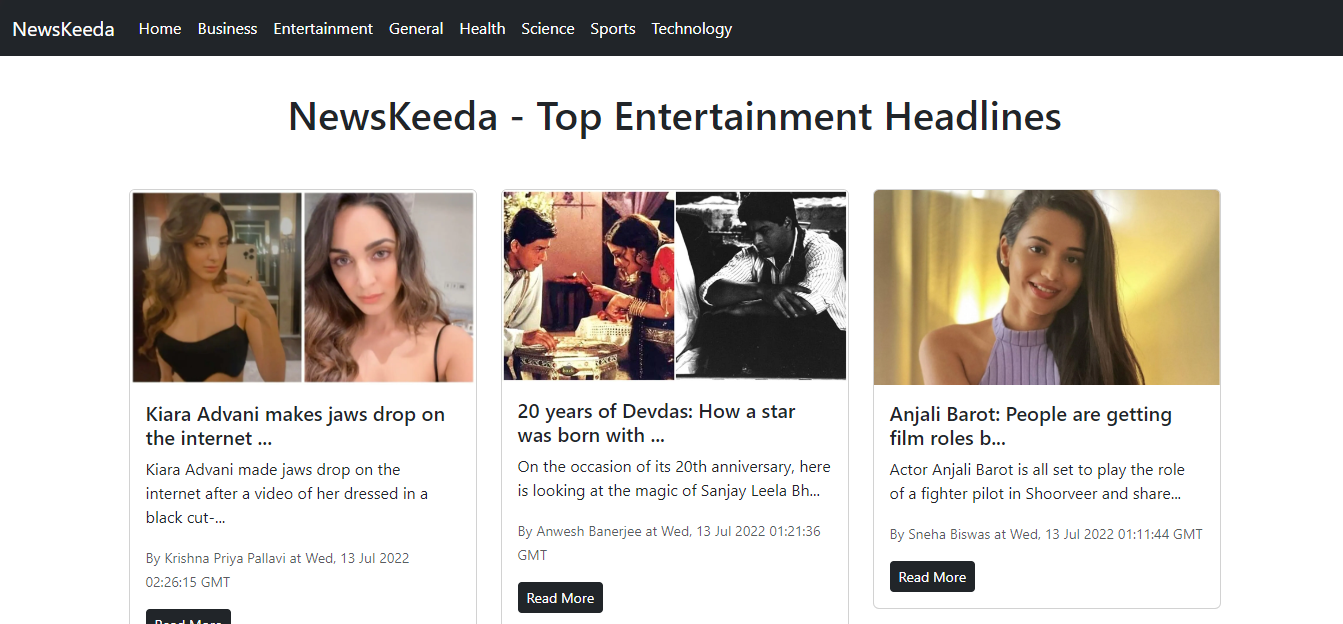 NewsKeeda Home Business Entertainment General Health Science Sports Technology
NewsKeeda - Top Entertainment Headlines
Kiara Advani makes jaws drop on
the internet ...
Kiara Advani made jaws drop on the
internet after a video of her dressed in a
black cut-...
By Krishna Priya Pallavi at Wed, 13 Jul 2022
02:26:15 GMT
Read More
20 years of Devdas: How a star
was born with ...
On the occasion of its 20th anniversary, here
is looking at the magic of Sanjay Leela Bh...
By Anwesh Banerjee at Wed, 13 Jul 2022 01:21:36
GMT
Read More
Anjali Barot: People are getting
film roles b...
Actor Anjali Barot is all set to play the role
of a fighter pilot in Shoorveer and share...
By Sneha Biswas at Wed, 13 Jul 2022 01:11:44 GMT
Read More